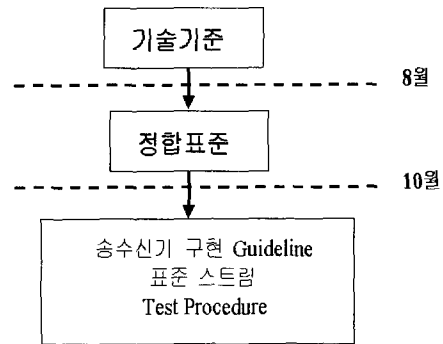 기술기준
8월
정합표준
10월
송수신기 구현 Guideline
표준 스트림
Test Procedure